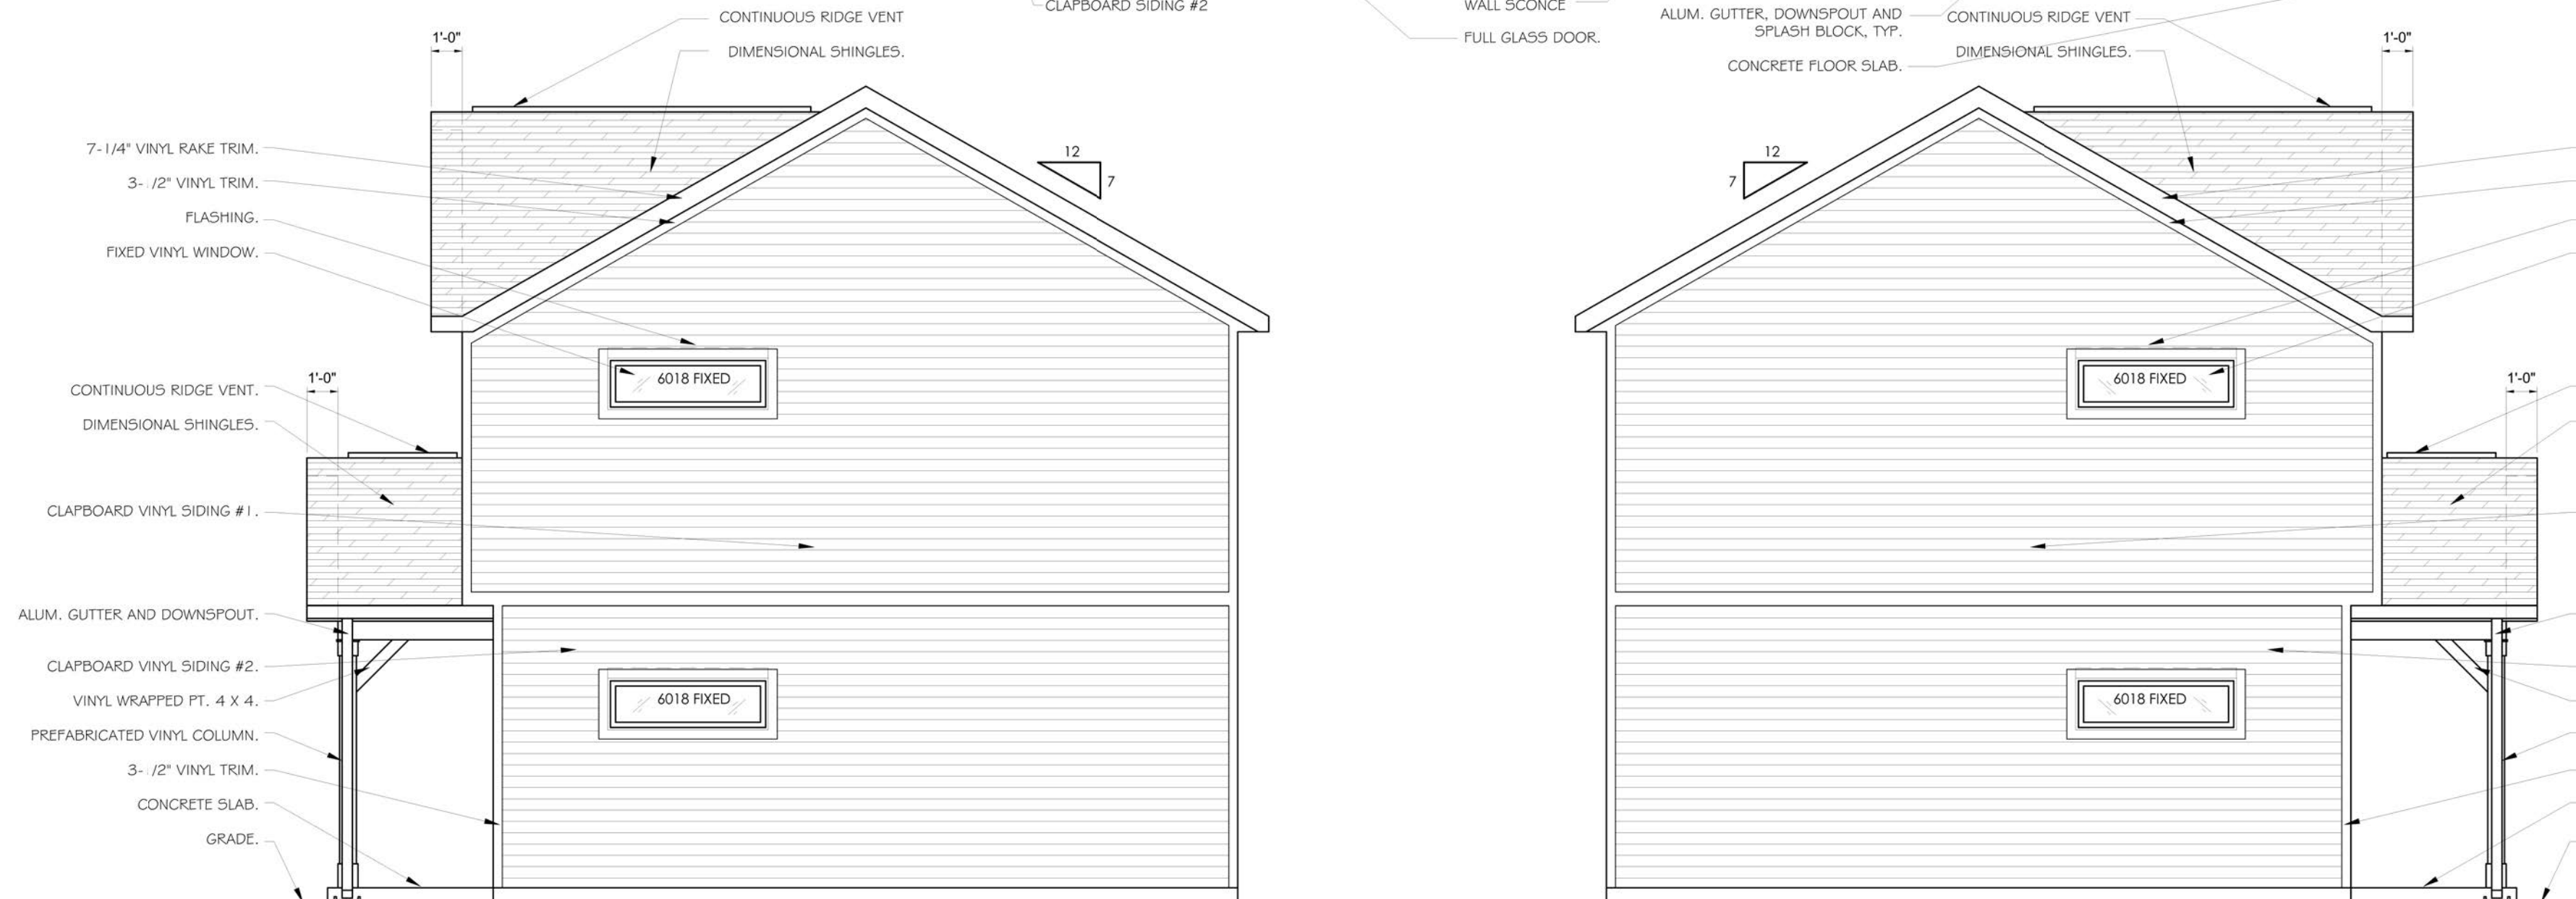 CONTINUOUS RIDGE VENT
DIMENSIONAL SHINGLES.
1'-0"
CLAPBOARD SIDING #2
WALL SCONCE
FULL GLASS DOOR.
ALUM. GUTTER, DOWNSPOUT AND
SPLASH BLOCK, TYP.
CONCRETE FLOOR SLAB.
CONTINUOUS RIDGE VENT
DIMENSIONAL SHINGLES.
1'-0"
7-1/4" VINYL RAKE TRIM.
3- /2" VINYL TRIM.
FLASHING.
FIXED VINYL WINDOW.
12
7
12
7
6018 FIXED
6018 FIXED
CONTINUOUS RIDGE VENT.
1'-0"
DIMENSIONAL SHINGLES.
1'-0"
CLAPBOARD VINYL SIDING #1.
ALUM. GUTTER AND DOWNSPOUT.
CLAPBOARD VINYL SIDING #2.
VINYL WRAPPED PT. 4 X 4.
PREFABRICATED VINYL COLUMN.
3- /2" VINYL TRIM.
CONCRETE SLAB.
GRADE.
6018 FIXED
6018 FIXED